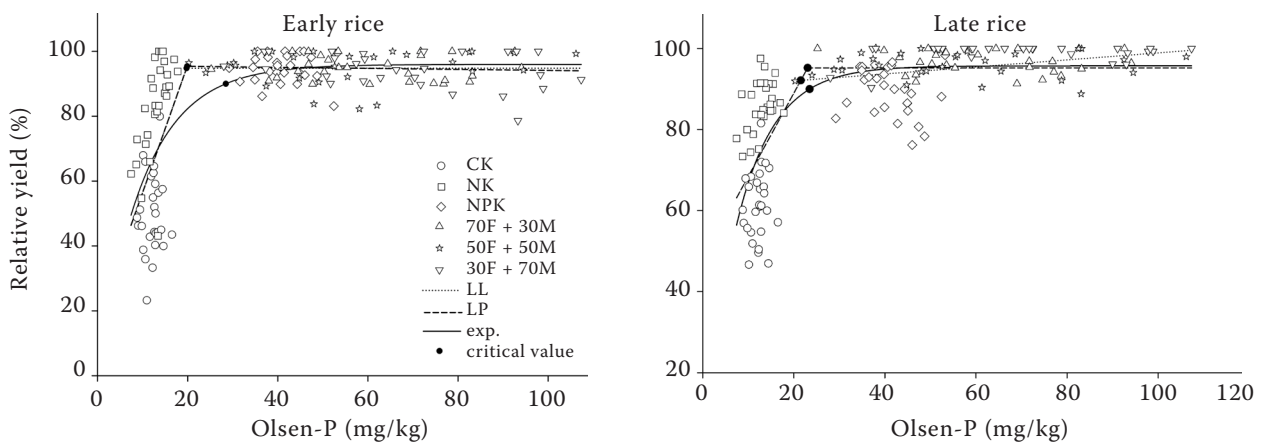 Early rice
Late rice
Relative yield (%)
100
80
60
40
20
0
CK
NK
NPK
70F + 30M
50F + 50M
30F + 70M
LL
LP
exp.
critical value
0 20 40 60 80 100
Olsen-P (mg/kg)
100
80
60
40
20
0 20 40 60 80 100 120
Olsen-P (mg/kg)